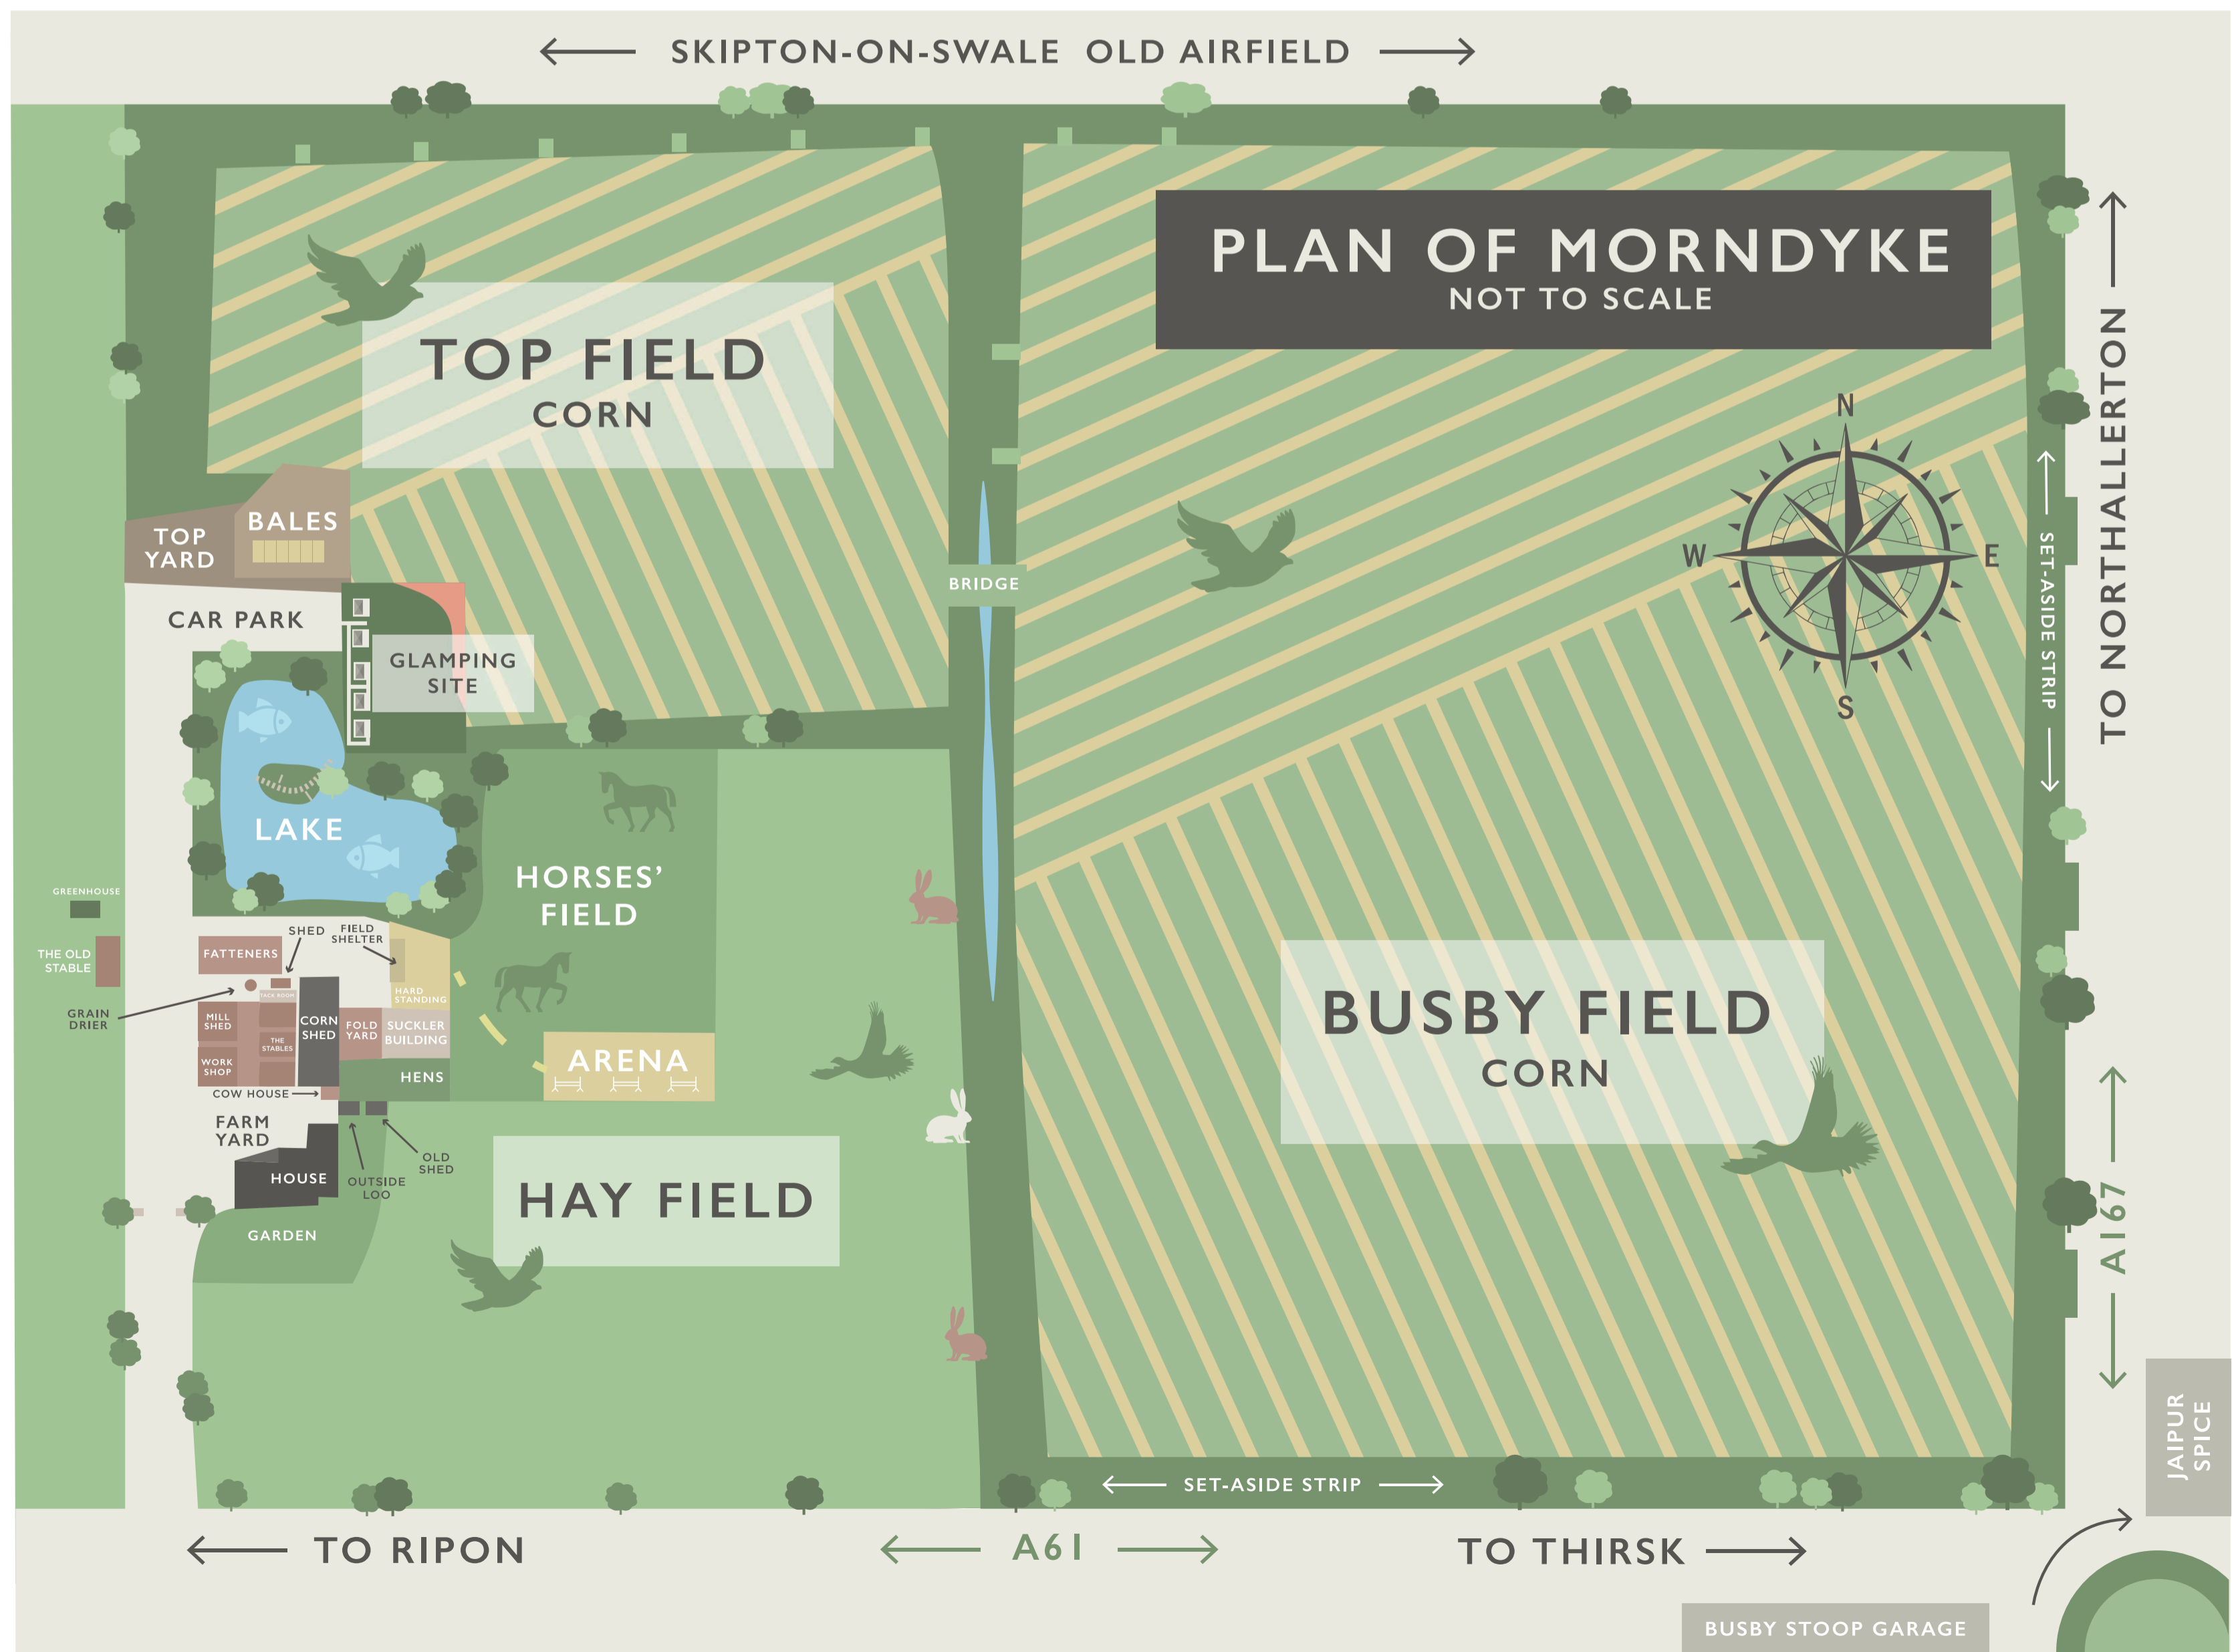 SKIPTON-ON-SWALE OLD AIRFIELD
PLAN OF MORNDYKE
NOT TO SCALE
TOP FIELD
CORN
TO NORTHALLERTON
N
W
E
S
SET-ASIDE STRIP
BALES
TOP
YARD
BRIDGE
CAR PARK
GLAMPING
SITE
LAKE
HORSES’
FIELD
GREENHOUSE
THE OLD
STABLE
SHED
FIELD
SHELTER
FATTENERS
HARD
STANDING
TACK ROOM
GRAIN
DRIER
MILL
SHED
THE
STABLES
WORK
SHOP
CORN
SHED
FOLD
YARD
SUCKLER
BUILDING
ARENA
HENS
COW HOUSE
FARM
YARD
OLD
SHED
HOUSE
OUTSIDE
LOO
GARDEN
HAY FIELD
BUSBY FIELD
CORN
A167
JAIPUR
SPICE
SET-ASIDE STRIP
TO RIPON
A61
TO THIRSK
BUSBY STOOP GARAGE